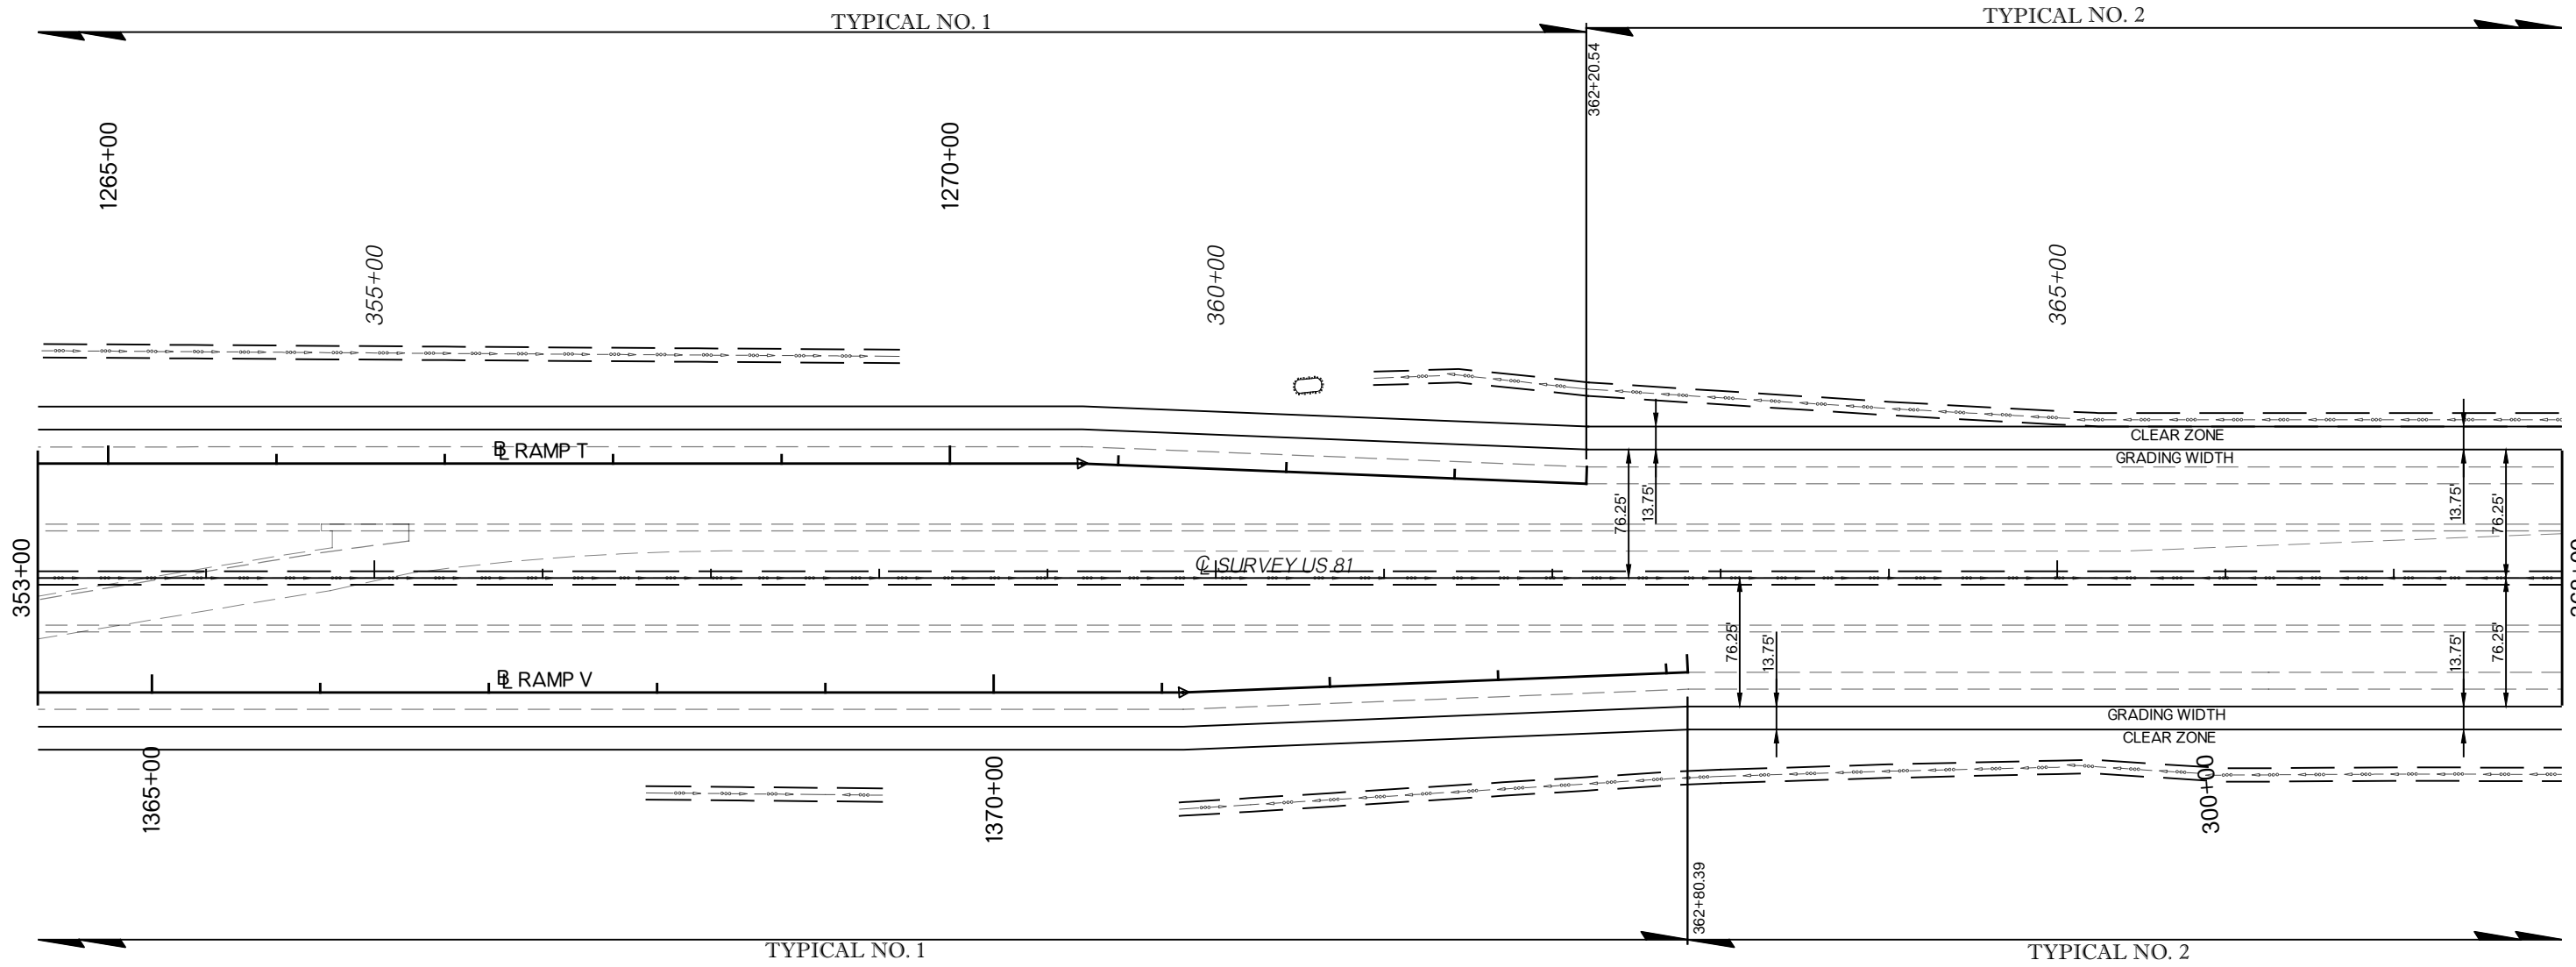 TYPICAL NO. 1
TYPICAL NO. 2
362+20.54
1265+00
1270+00
355+00
360+00
365+00
CLEAR ZONE
GRADING WIDTH
BL RAMP T
76.25'
13.75'
13.75'
76.25'
CL SURVEY US 81
353+00
76.25'
13.75'
13.75'
76.25'
BL RAMP V
GRADING WIDTH
CLEAR ZONE
1365+00
1370+00
300+00
362+80.39
TYPICAL NO. 1
TYPICAL NO. 2